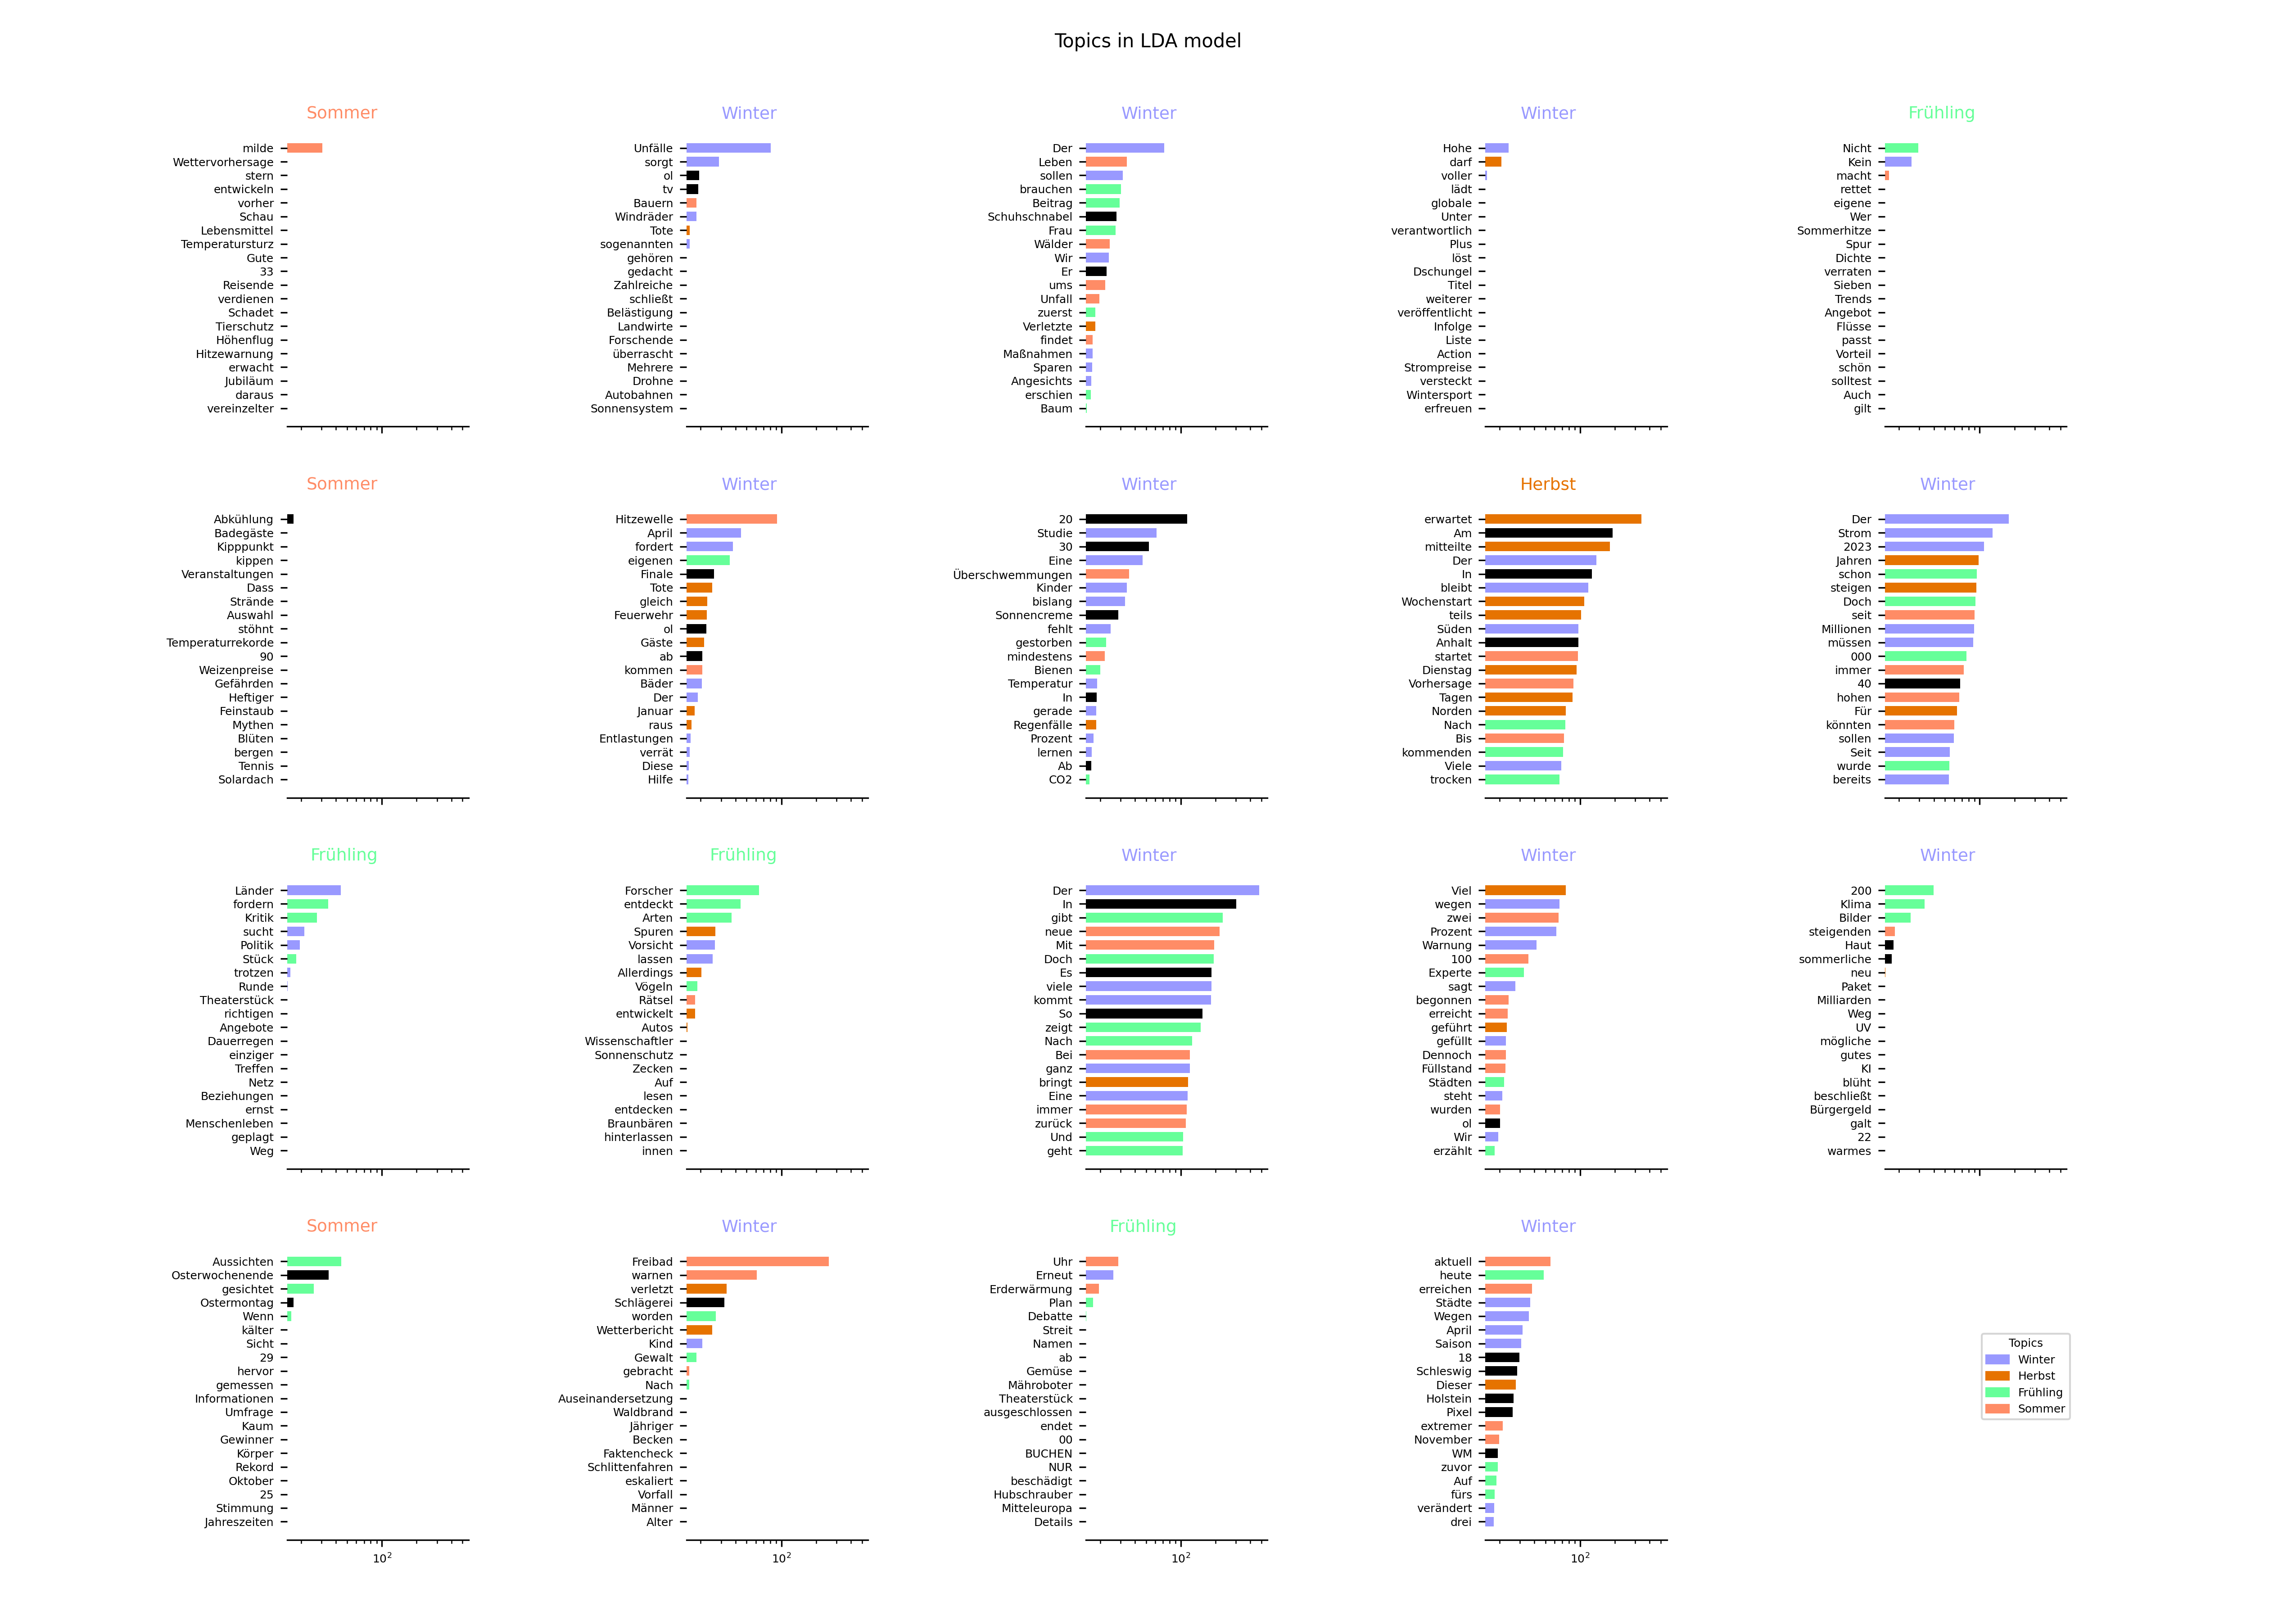 Topics in LDA model
Sommer
milde
Wettervorhersage
stern
entwickeln
vorher
Schau
Lebensmittel
Temperatursturz
Gute
33
Reisende
verdienen
Schadet
Tierschutz
Höhenflug
Hitzewarnung
erwacht
Jubiläum
daraus
vereinzelter
Winter
Unfälle
sorgt
ol
tv
Bauern
Windräder
Tote
sogenannten
gehören
gedacht
Zahlreiche
schließt
Belästigung
Landwirte
Forschende
überrascht
Mehrere
Drohne
Autobahnen
Sonnensystem
Winter
Der
Leben
sollen
brauchen
Beitrag
Schuhschnabel
Frau
Wälder
Wir
Er
ums
Unfall
zuerst
Verletzte
findet
Maßnahmen
Sparen
Angesichts
erschien
Baum
Winter
Hohe
darf
voller
lädt
globale
Unter
verantwortlich
Plus
löst
Dschungel
Titel
weiterer
veröffentlicht
Infolge
Liste
Action
Strompreise
versteckt
Wintersport
erfreuen
Frühling
Nicht
Kein
macht
rettet
eigene
Wer
Sommerhitze
Spur
Dichte
verraten
Sieben
Trends
Angebot
Flüsse
passt
Vorteil
schön
solltest
Auch
gilt
Sommer
Abkühlung
Badegäste
Kipppunkt
kippen
Veranstaltungen
Dass
Strände
Auswahl
stöhnt
Temperaturrekorde
90
Weizenpreise
Gefährden
Heftiger
Feinstaub
Mythen
Blüten
bergen
Tennis
Solardach
Winter
Hitzewelle
April
fordert
eigenen
Finale
Tote
gleich
Feuerwehr
ol
Gäste
ab
kommen
Bäder
Der
Januar
raus
Entlastungen
verrät
Diese
Hilfe
Winter
20
Studie
30
Eine
Überschwemmungen
Kinder
bislang
Sonnencreme
fehlt
gestorben
mindestens
Bienen
Temperatur
In
gerade
Regenfälle
Prozent
lernen
Ab
CO2
Herbst
erwartet
Am
mitteilte
Der
In
bleibt
Wochenstart
teils
Süden
Anhalt
startet
Dienstag
Vorhersage
Tagen
Norden
Nach
Bis
kommenden
Viele
trocken
Winter
Der
Strom
2023
Jahren
schon
steigen
Doch
seit
Millionen
müssen
000
immer
40
hohen
Für
könnten
sollen
Seit
wurde
bereits
Frühling
Länder
fordern
Kritik
sucht
Politik
Stück
trotzen
Runde
Theaterstück
richtigen
Angebote
Dauerregen
einziger
Treffen
Netz
Beziehungen
ernst
Menschenleben
geplagt
Weg
Frühling
Forscher
entdeckt
Arten
Spuren
Vorsicht
lassen
Allerdings
Vögeln
Rätsel
entwickelt
Autos
Wissenschaftler
Sonnenschutz
Zecken
Auf
lesen
entdecken
Braunbären
hinterlassen
innen
Winter
Der
In
gibt
neue
Mit
Doch
Es
viele
kommt
So
zeigt
Nach
Bei
ganz
bringt
Eine
immer
zurück
Und
geht
Winter
Viel
wegen
zwei
Prozent
Warnung
100
Experte
sagt
begonnen
erreicht
geführt
gefüllt
Dennoch
Füllstand
Städten
steht
wurden
ol
Wir
erzählt
Winter
200
Klima
Bilder
steigenden
Haut
sommerliche
neu
Paket
Milliarden
Weg
UV
mögliche
gutes
KI
blüht
beschließt
Bürgergeld
galt
22
warmes
Sommer
Aussichten
Osterwochenende
gesichtet
Ostermontag
Wenn
kälter
Sicht
29
hervor
gemessen
Informationen
Umfrage
Kaum
Gewinner
Körper
Rekord
Oktober
25
Stimmung
Jahreszeiten
10²
Winter
Freibad
warnen
verletzt
Schlägerei
worden
Wetterbericht
Kind
Gewalt
gebracht
Nach
Auseinandersetzung
Waldbrand
Jähriger
Becken
Faktencheck
Schlittenfahren
eskaliert
Vorfall
Männer
Alter
10²
Frühling
Uhr
Erneut
Erderwärmung
Plan
Debatte
Streit
Namen
ab
Gemüse
Mähroboter
Theaterstück
ausgeschlossen
endet
00
BUCHEN
NUR
beschädigt
Hubschrauber
Mitteleuropa
Details
10²
Winter
aktuell
heute
erreichen
Städte
Wegen
April
Saison
18
Schleswig
Dieser
Holstein
Pixel
extremer
November
WM
zuvor
Auf
fürs
verändert
drei
10²
Topics
Winter
Herbst
Frühling
Sommer